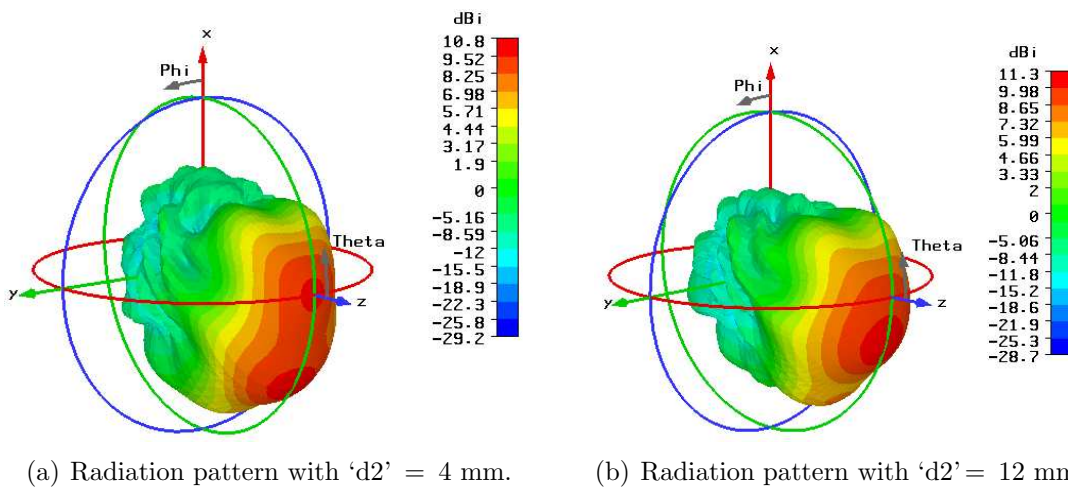 dBi
10.8
9.52
8.25
6.98
5.71
4.44
3.17
1.9
0
-5.16
-8.59
-12
-15.5
-18.9
-22.3
-25.8
-29.2
x
Phi
Theta
y
z
(a) Radiation pattern with ‘d2’ = 4 mm.
dBi
11.3
9.98
8.65
7.32
5.99
4.66
3.33
2
0
-5.06
-8.44
-11.8
-15.2
-18.6
-21.9
-25.3
-28.7
x
Phi
Theta
y
z
(b) Radiation pattern with ‘d2’ = 12 mm